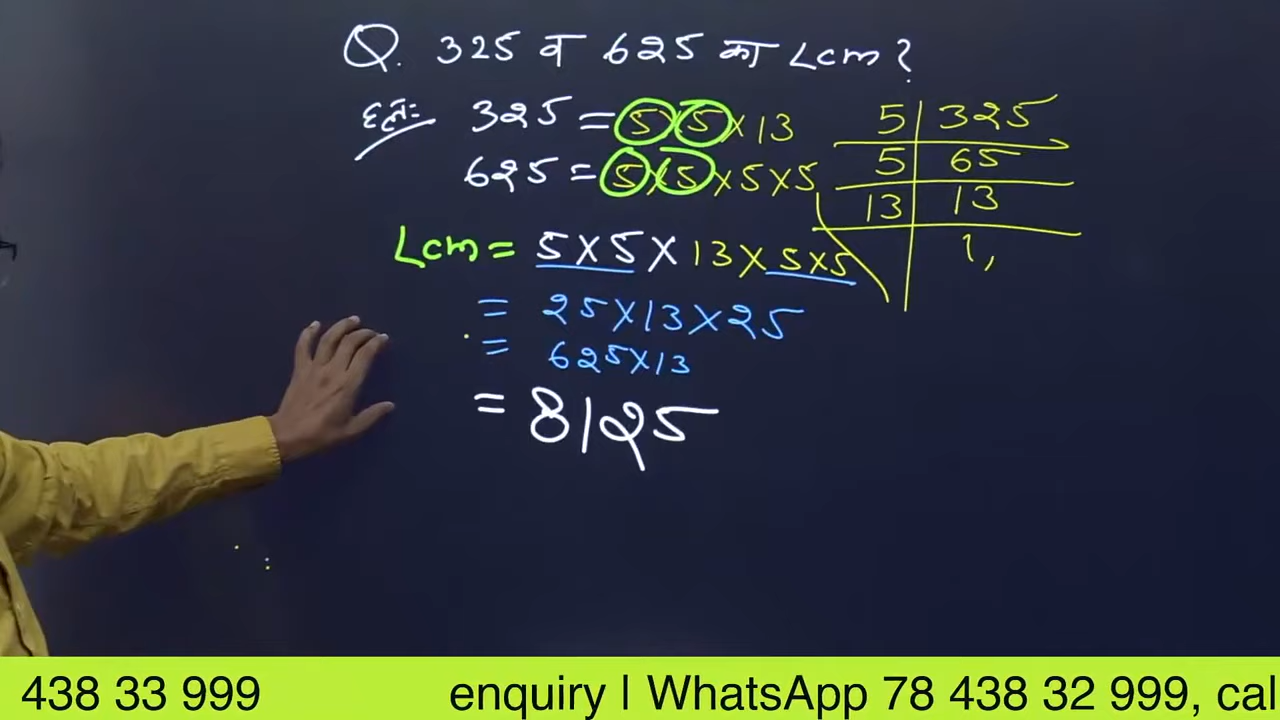 Q. 325 व 625 का Lcm?
हलः- 325 = 5×5×13
625 = 5×5×5×5
5 | 325
5 | 65
13 | 13
1,
Lcm = 5×5×13×5×5
= 25×13×25
= 625×13
= 8125
438 33 999 enquiry | WhatsApp 78 438 32 999, cal